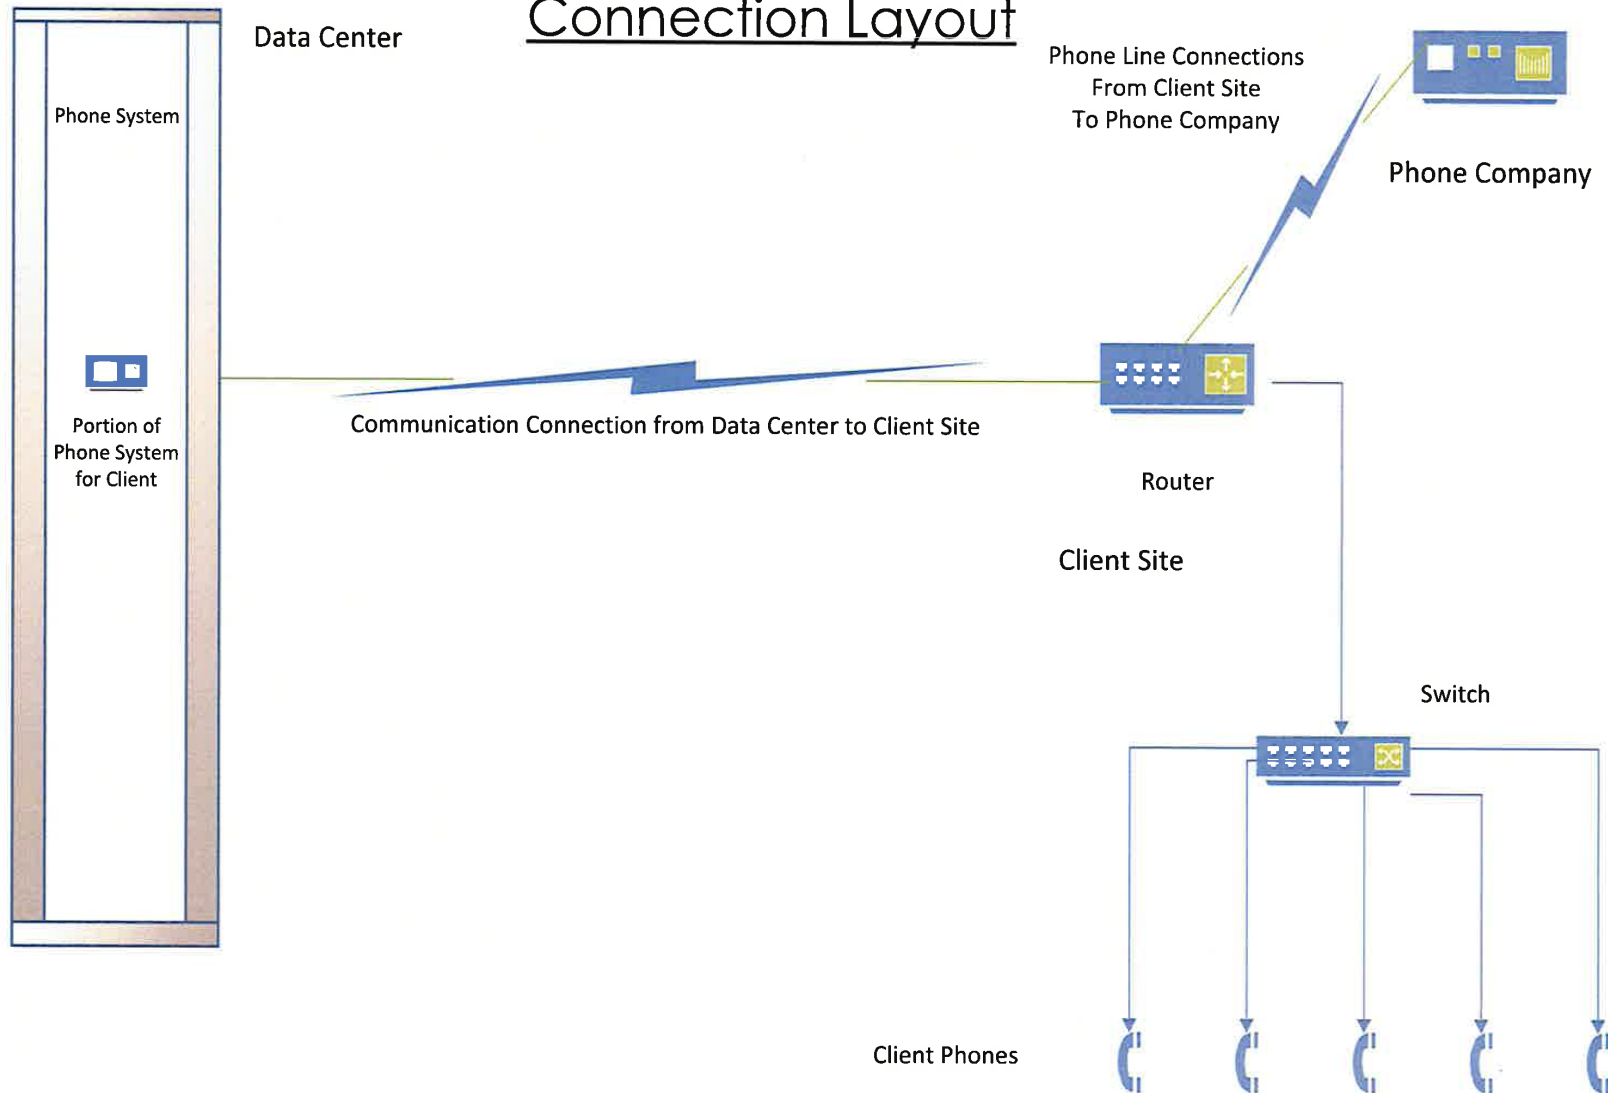 Connection Layout
Data Center
Phone System
Portion of
Phone System
for Client
Communication Connection from Data Center to Client Site
Phone Line Connections
From Client Site
To Phone Company
Phone Company
Router
Client Site
Switch
Client Phones